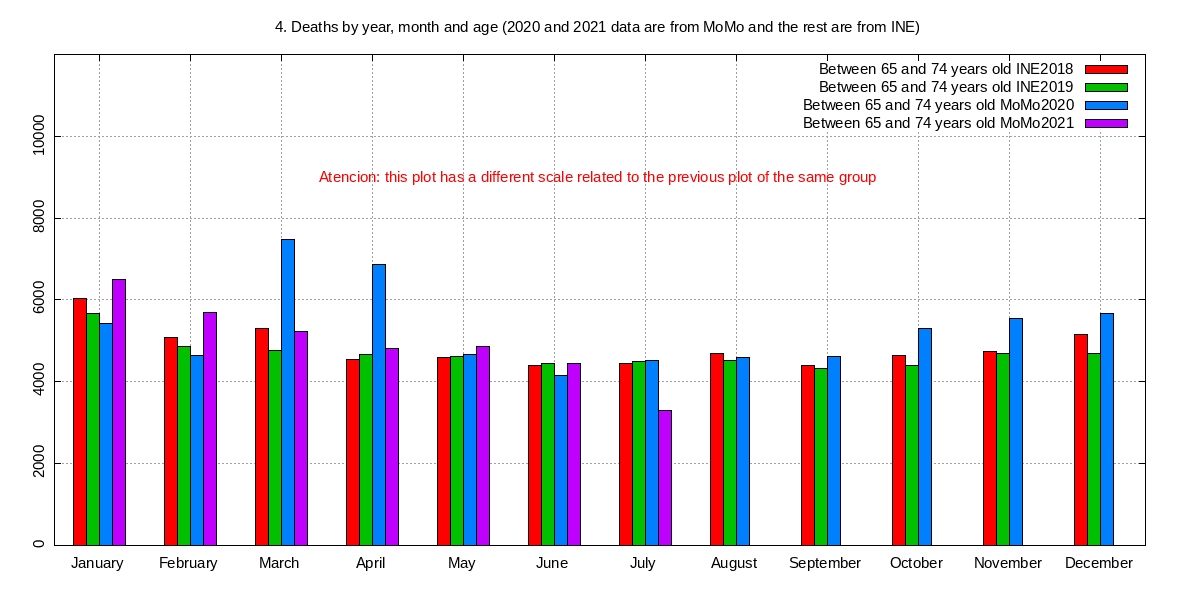 4. Deaths by year, month and age (2020 and 2021 data are from MoMo and the rest are from INE)
Between 65 and 74 years old INE2018
Between 65 and 74 years old INE2019
Between 65 and 74 years old MoMo2020
Between 65 and 74 years old MoMo2021
Atencion: this plot has a different scale related to the previous plot of the same group
10000
8000
6000
4000
2000
0
January February March April May June July August September October November December